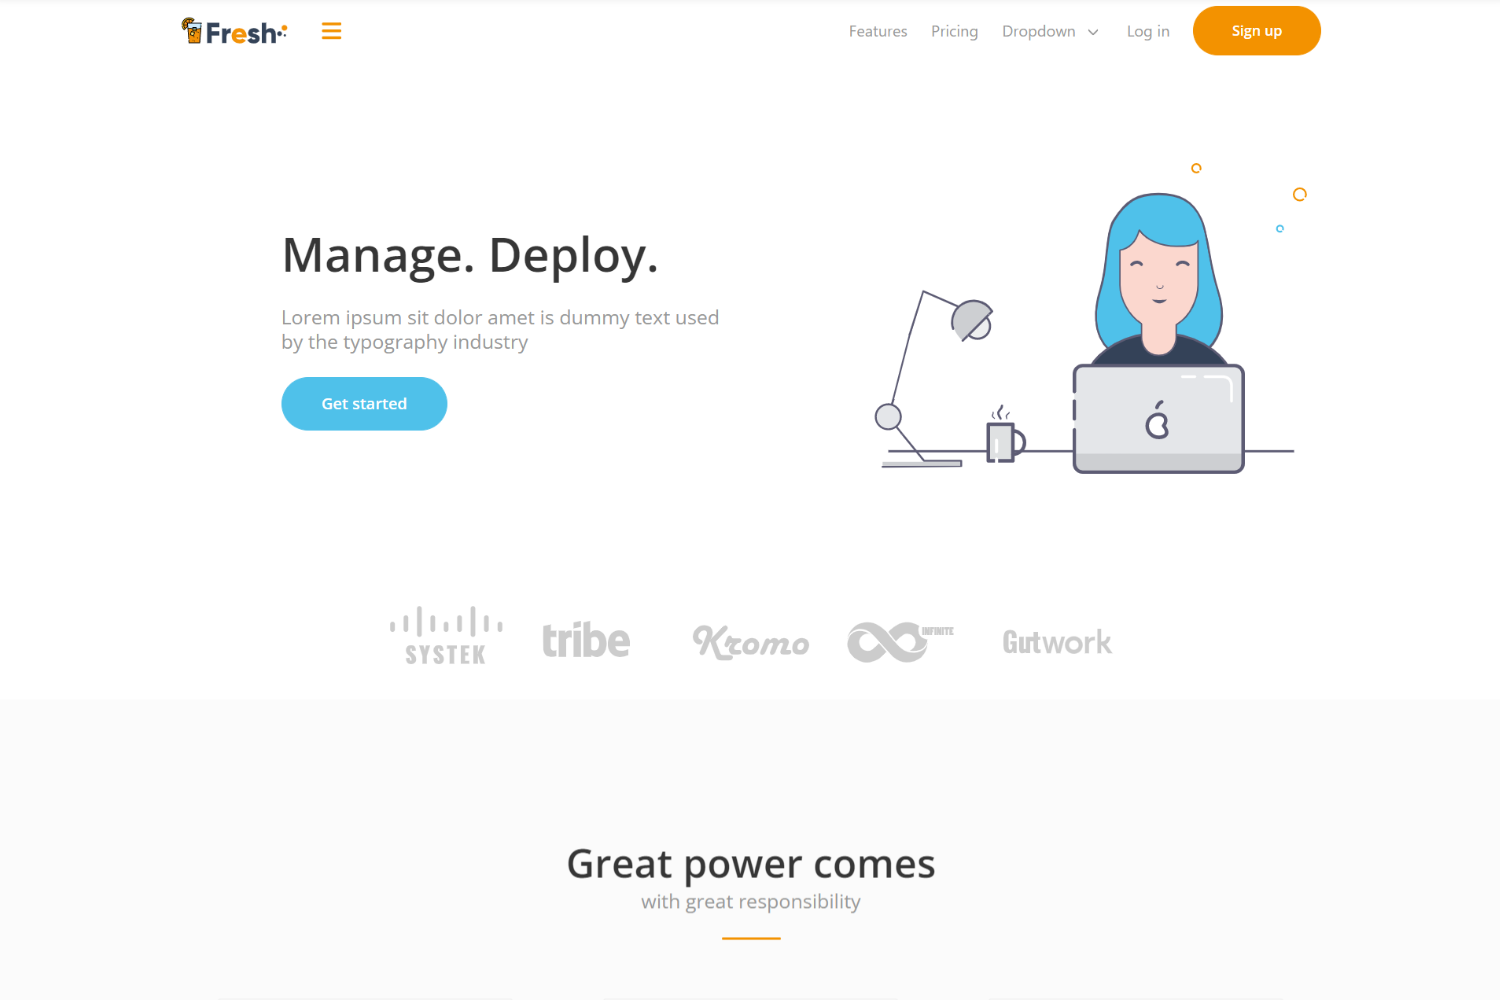 Fresh
Features
Pricing
Dropdown
Log in
Sign up
Manage. Deploy.
Lorem ipsum sit dolor amet is dummy text used
by the typography industry
Get started
SYSTEK
tribe
Kromo
INFINITE
Gutwork
Great power comes
with great responsibility